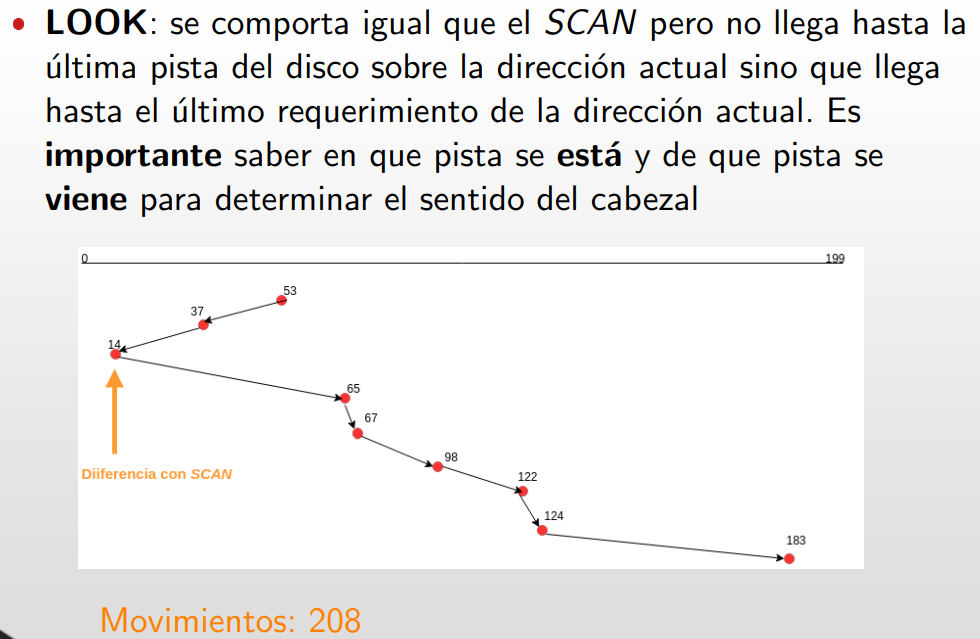 • LOOK: se comporta igual que el SCAN pero no llega hasta la
última pista del disco sobre la dirección actual sino que llega
hasta el último requerimiento de la dirección actual. Es
importante saber en que pista se está y de que pista se
viene para determinar el sentido del cabezal
0 199
53
37
14
65
67
98
122
124
183
Diiferencia con SCAN
Movimientos: 208